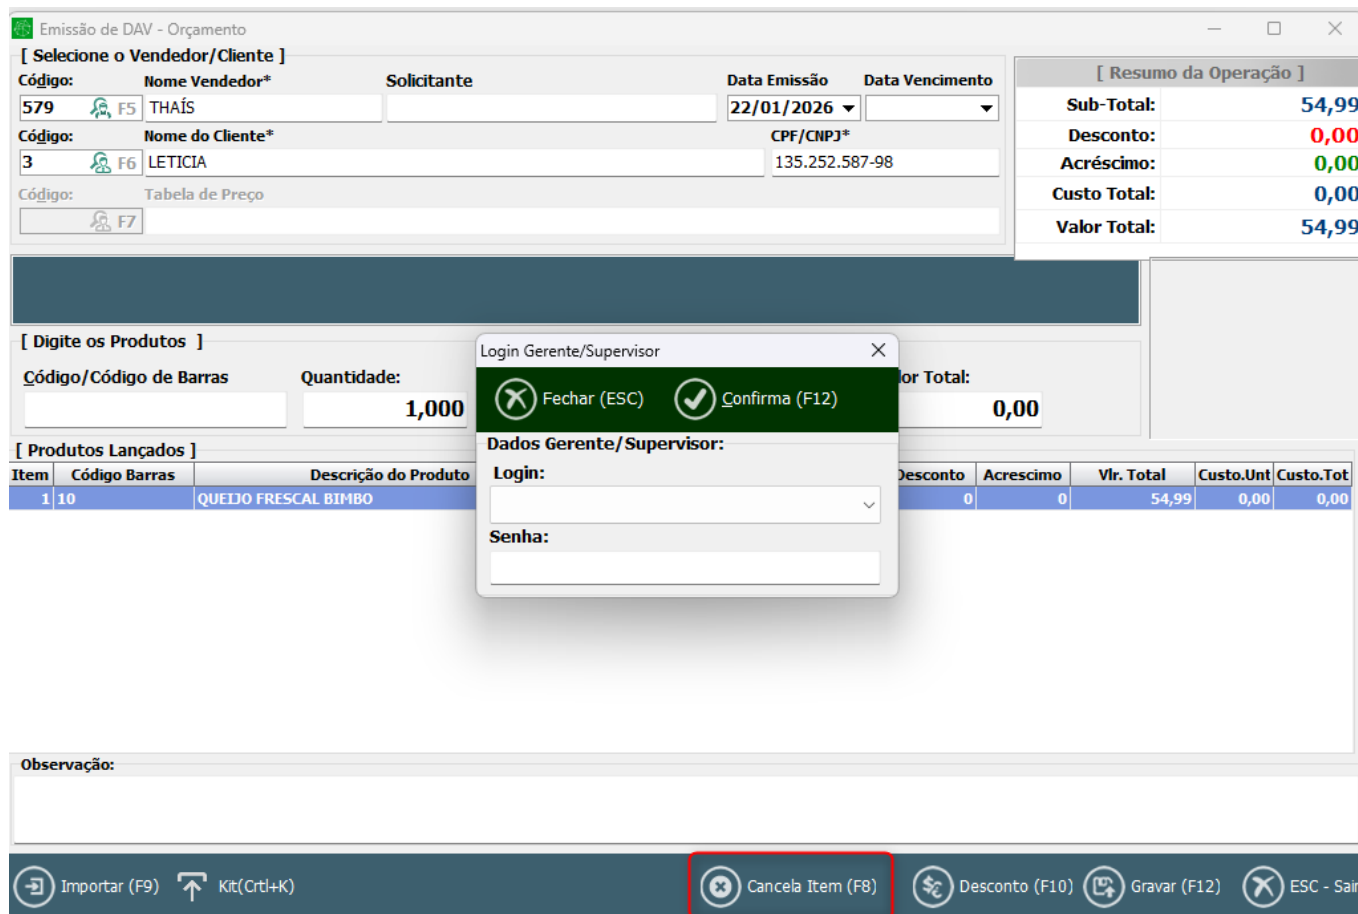 Emissão de DAV - Orçamento
[ Selecione o Vendedor/Cliente ]
Código: Nome Vendedor* Solicitante Data Emissão Data Vencimento
579 F5 THAÍS 22/01/2026
Código: Nome do Cliente* CPF/CNPJ*
3 F6 LETICIA 135.252.587-98
Código: Tabela de Preço
F7
[ Resumo da Operação ]
Sub-Total: 54,99
Desconto: 0,00
Acréscimo: 0,00
Custo Total: 0,00
Valor Total: 54,99
[ Digite os Produtos ]
Código/Código de Barras Quantidade: lor Total:
1,000 0,00
Login Gerente/Supervisor
Fechar (ESC) Confirma (F12)
Dados Gerente/Supervisor:
Login:
Senha:
[ Produtos Lançados ]
Item Código Barras Descrição do Produto Desconto Acrescimo Vlr. Total Custo.Unt Custo.Tot
1 10 QUEIJO FRESCAL BIMBO 0 0 54,99 0,00 0,00
Observação:
Importar (F9) Kit(Crtl+K) Cancela Item (F8) Desconto (F10) Gravar (F12) ESC - Sair